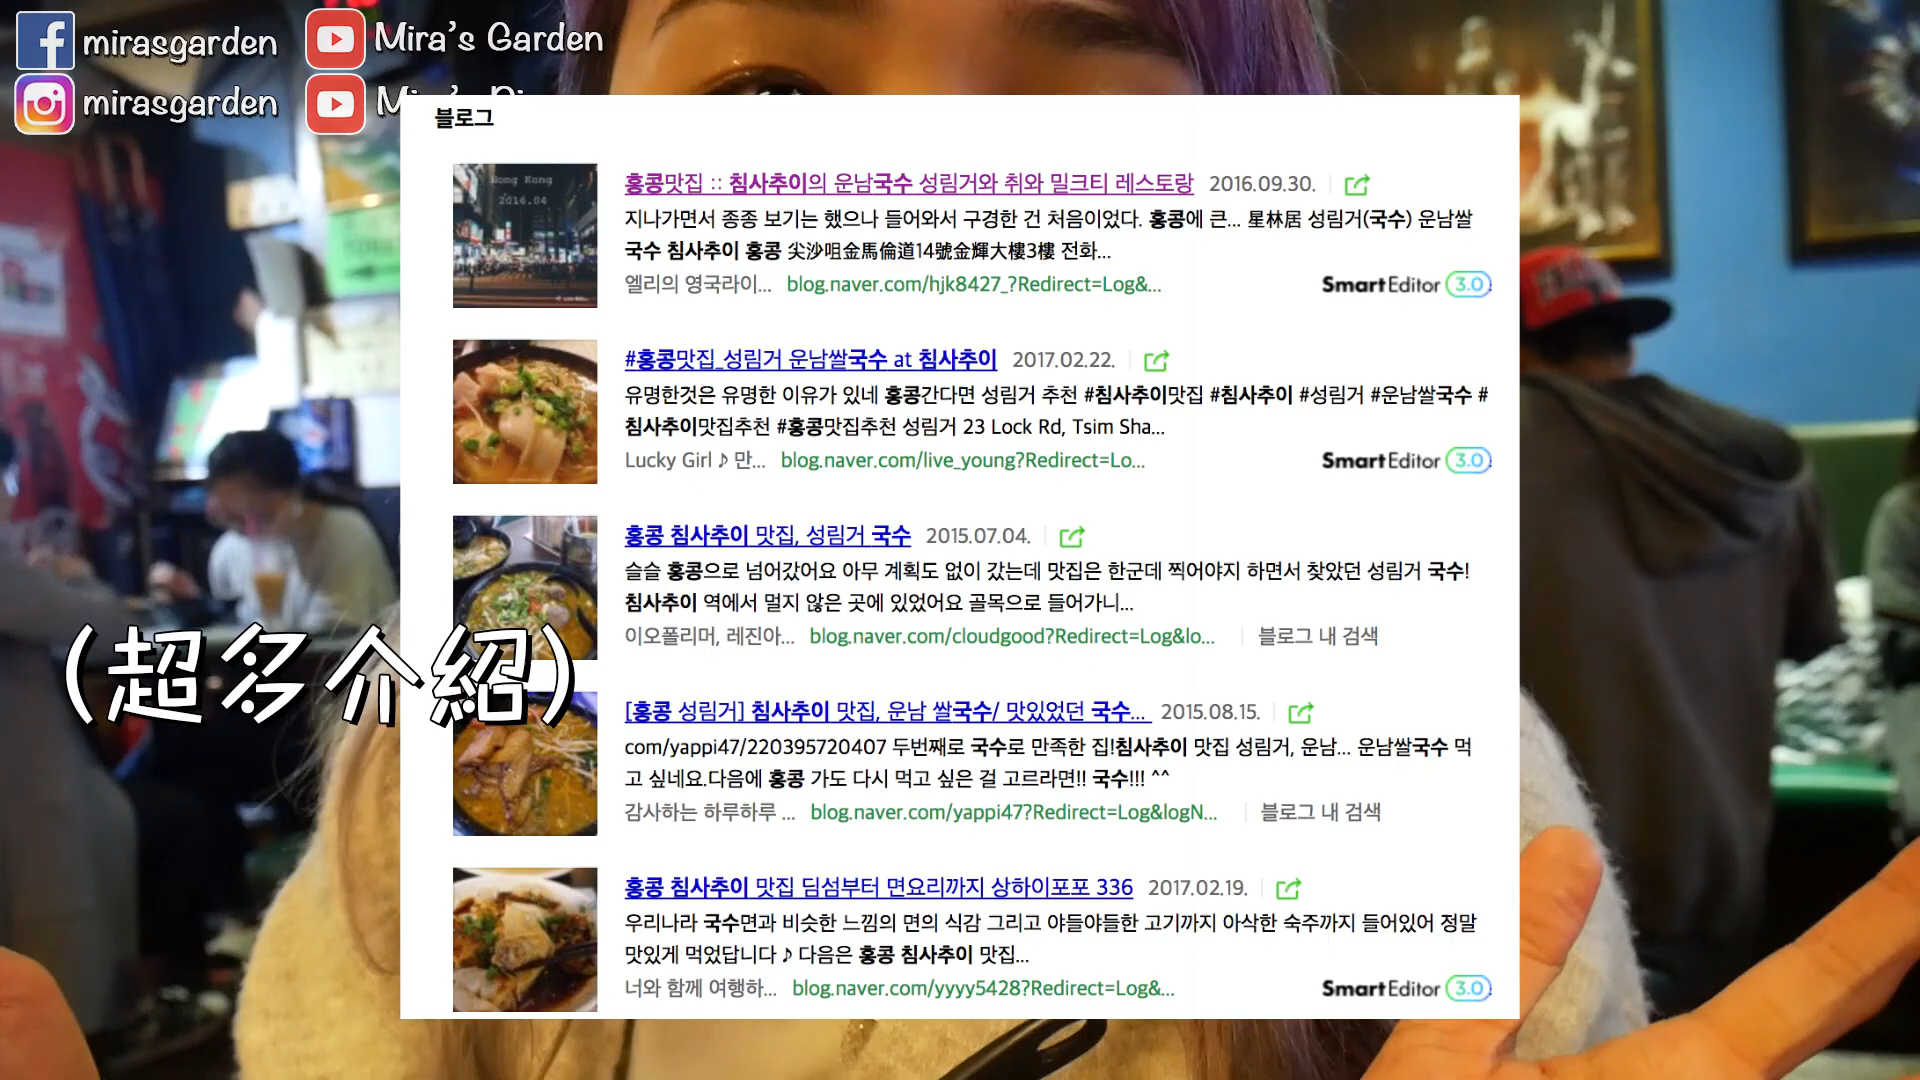 mirasgarden
Mira's Garden
mirasgarden
블로그
Hong Kong
2016.04
홍콩맛집 :: 침사추이의 운남국수 성림거와 취와 밀크티 레스토랑 2016.09.30.
지나가면서 종종 보기는 했으나 들어와서 구경한 건 처음이었다. 홍콩에 큰... 星林居 성림거(국수) 운남쌀
국수 침사추이 홍콩 尖沙咀金馬倫道14號金輝大樓3樓 전화...
엘리의 영국라이... blog.naver.com/hjk8427_?Redirect=Log&...
SmartEditor 3.0
#홍콩맛집_성림거 운남쌀국수 at 침사추이 2017.02.22.
유명한것은 유명한 이유가 있네 홍콩간다면 성림거 추천 #침사추이맛집 #침사추이 #성림거 #운남쌀국수 #
침사추이맛집추천 #홍콩맛집추천 성림거 23 Lock Rd, Tsim Sha...
Lucky Girl ♪ 만... blog.naver.com/live_young?Redirect=Lo...
SmartEditor 3.0
홍콩 침사추이 맛집, 성림거 국수 2015.07.04.
슬슬 홍콩으로 넘어갔어요 아무 계획도 없이 갔는데 맛집은 한군데 찍어야지 하면서 찾았던 성림거 국수!
침사추이 역에서 멀지 않은 곳에 있었어요 골목으로 들어가니...
이오폴리머, 레진아... blog.naver.com/cloudgood?Redirect=Log&lo... 블로그 내 검색
(超多介紹)
[홍콩 성림거] 침사추이 맛집, 운남 쌀국수/ 맛있었던 국수... 2015.08.15.
com/yappi47/220395720407 두번째로 국수로 만족한 집!침사추이 맛집 성림거, 운남... 운남쌀국수 먹
고 싶네요.다음에 홍콩 가도 다시 먹고 싶은 걸 고르라면!! 국수!!! ^^
감사하는 하루하루 ... blog.naver.com/yappi47?Redirect=Log&logN... 블로그 내 검색
홍콩 침사추이 맛집 딤섬부터 면요리까지 상하이포포 336 2017.02.19.
우리나라 국수면과 비슷한 느낌의 면의 식감 그리고 야들야들한 고기까지 아삭한 숙주까지 들어있어 정말
맛있게 먹었답니다 ♪ 다음은 홍콩 침사추이 맛집...
너와 함께 여행하... blog.naver.com/yyyy5428?Redirect=Log&...
SmartEditor 3.0